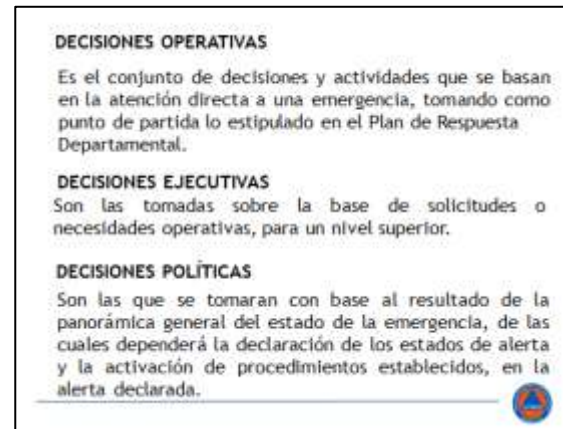 DECISIONES OPERATIVAS
Es el conjunto de decisiones y actividades que se basan
en la atención directa a una emergencia, tomando como
punto de partida lo estipulado en el Plan de Respuesta
Departamental.
DECISIONES EJECUTIVAS
Son las tomadas sobre la base de solicitudes o
necesidades operativas, para un nivel superior.
DECISIONES POLÍTICAS
Son las que se tomaran con base al resultado de la
panorámica general del estado de la emergencia, de las
cuales dependerá la declaración de los estados de alerta
y la activación de procedimientos establecidos, en la
alerta declarada.